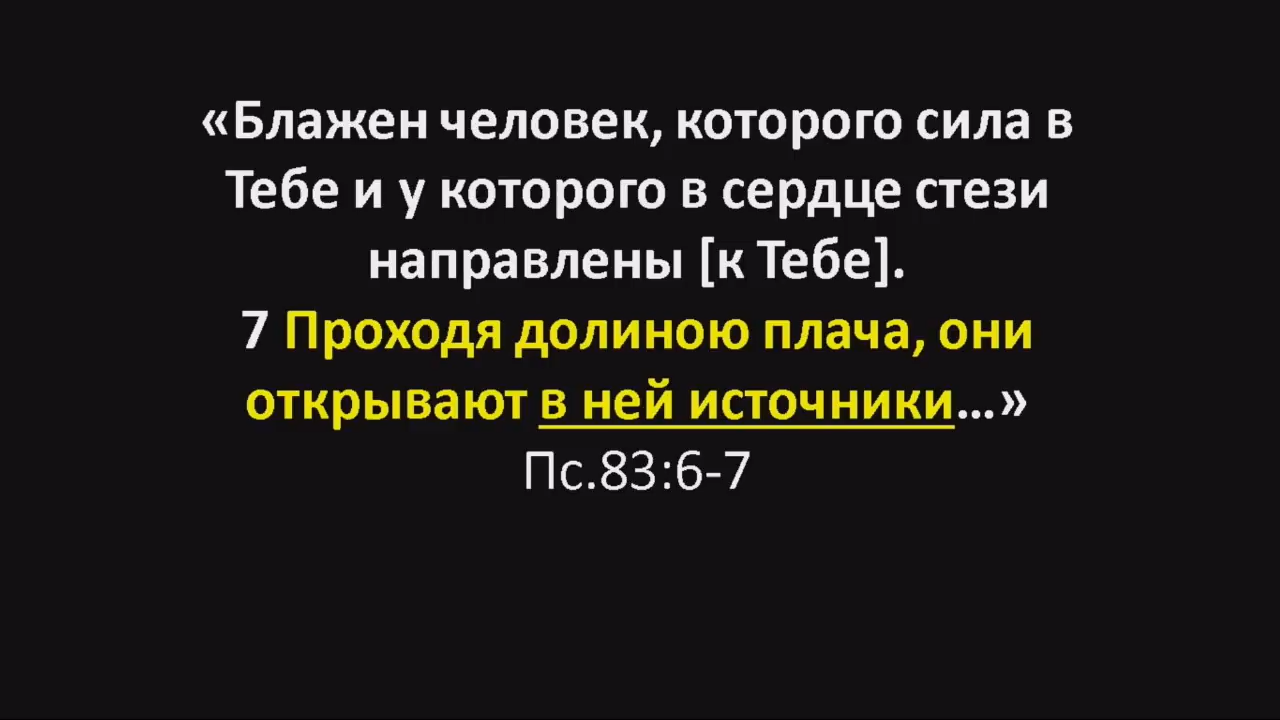 «Блажен человек, которого сила в
Тебе и у которого в сердце стези
направлены [к Тебе].
7 Проходя долиною плача, они
открывают в ней источники...»
Пс.83:6-7